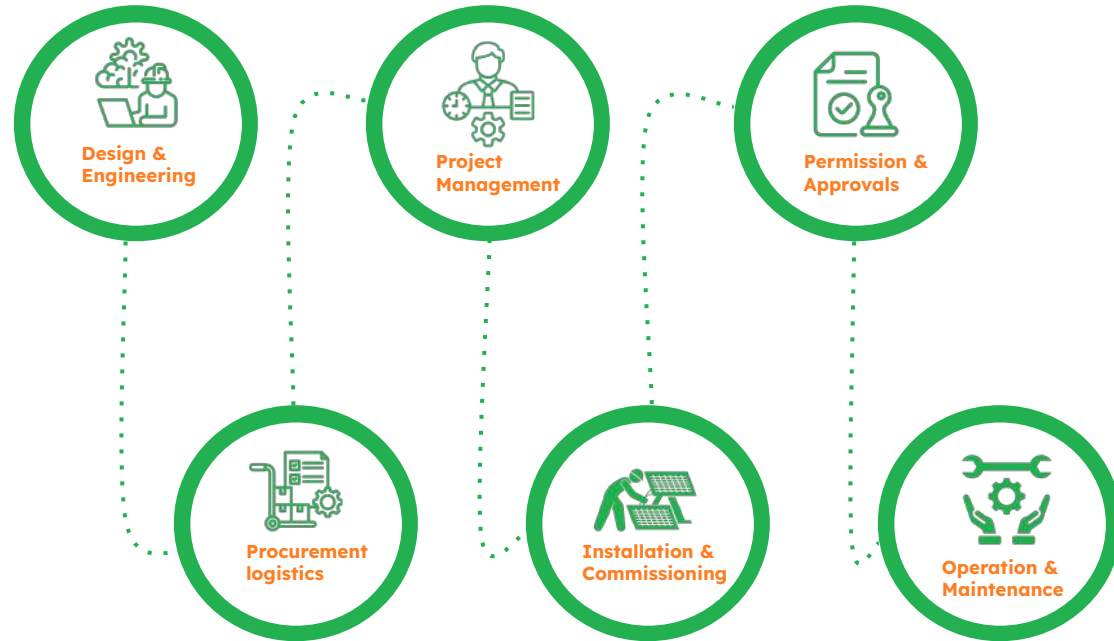 Design &
Engineering
Project
Management
Permission &
Approvals
Procurement
logistics
Installation &
Commissioning
Operation &
Maintenance